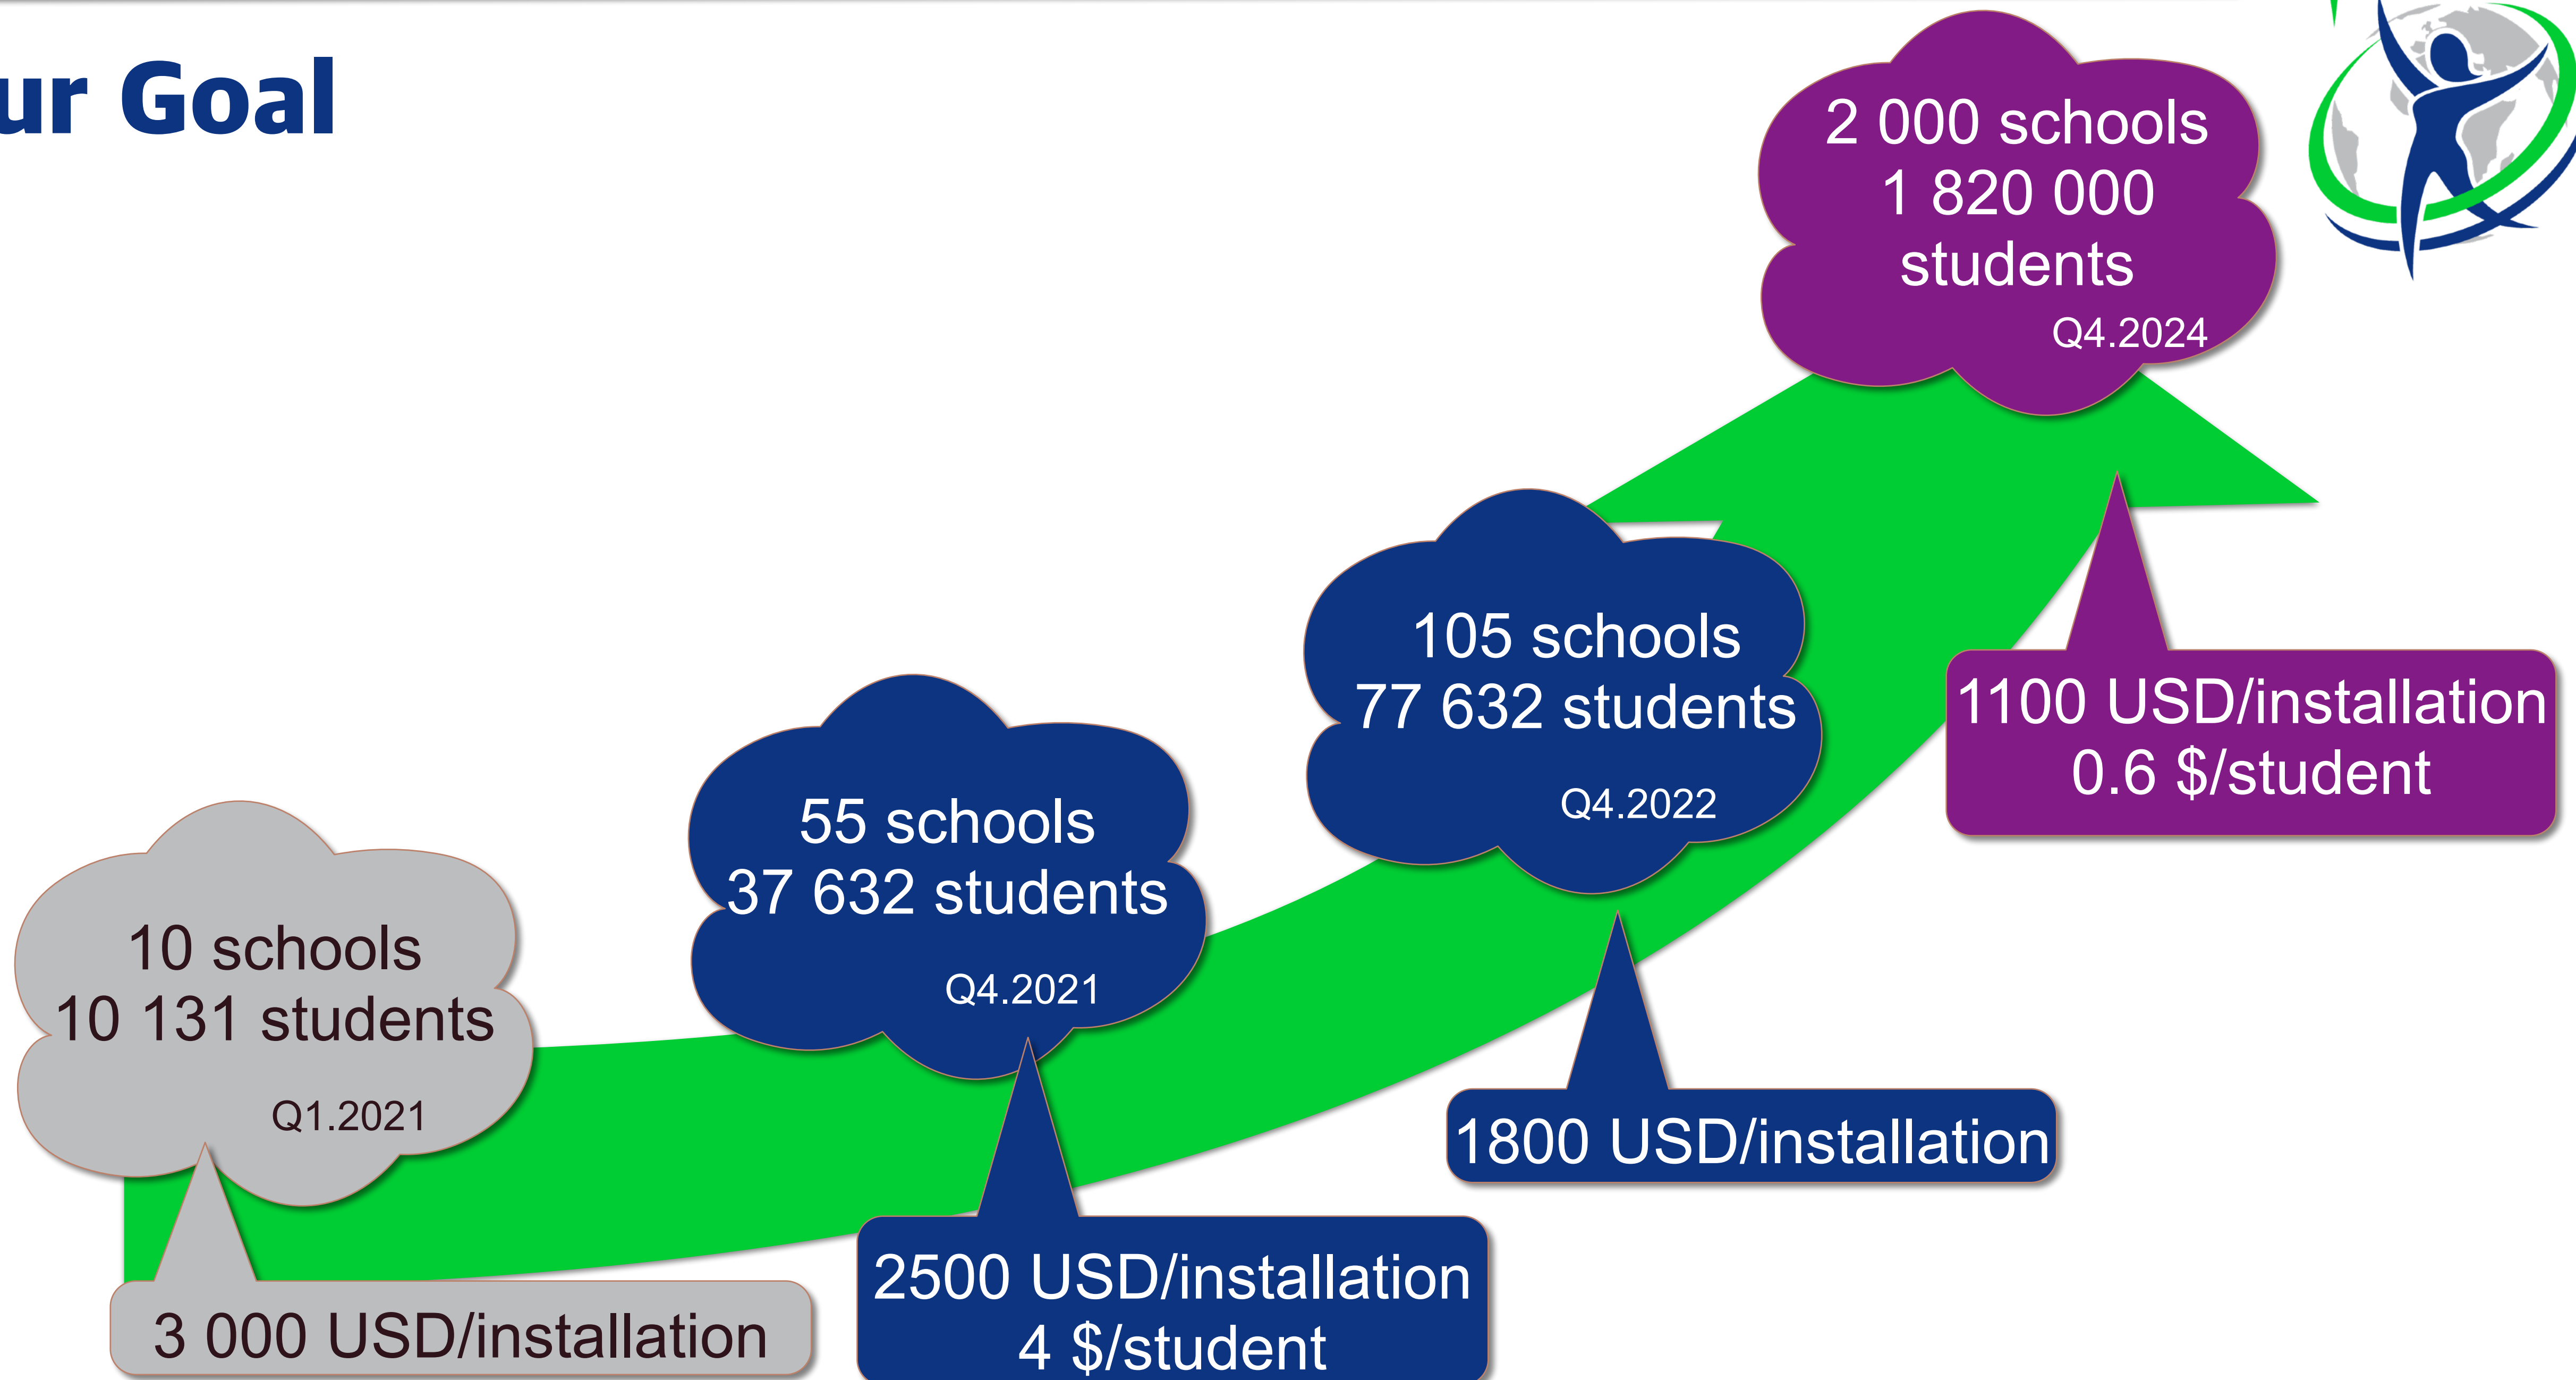 ur Goal
2 000 schools
1 820 000
students
Q4.2024
105 schools
77 632 students
Q4.2022
1100 USD/installation
0.6 $/student
55 schools
37 632 students
Q4.2021
10 schools
10 131 students
Q1.2021
1800 USD/installation
2500 USD/installation
4 $/student
3 000 USD/installation